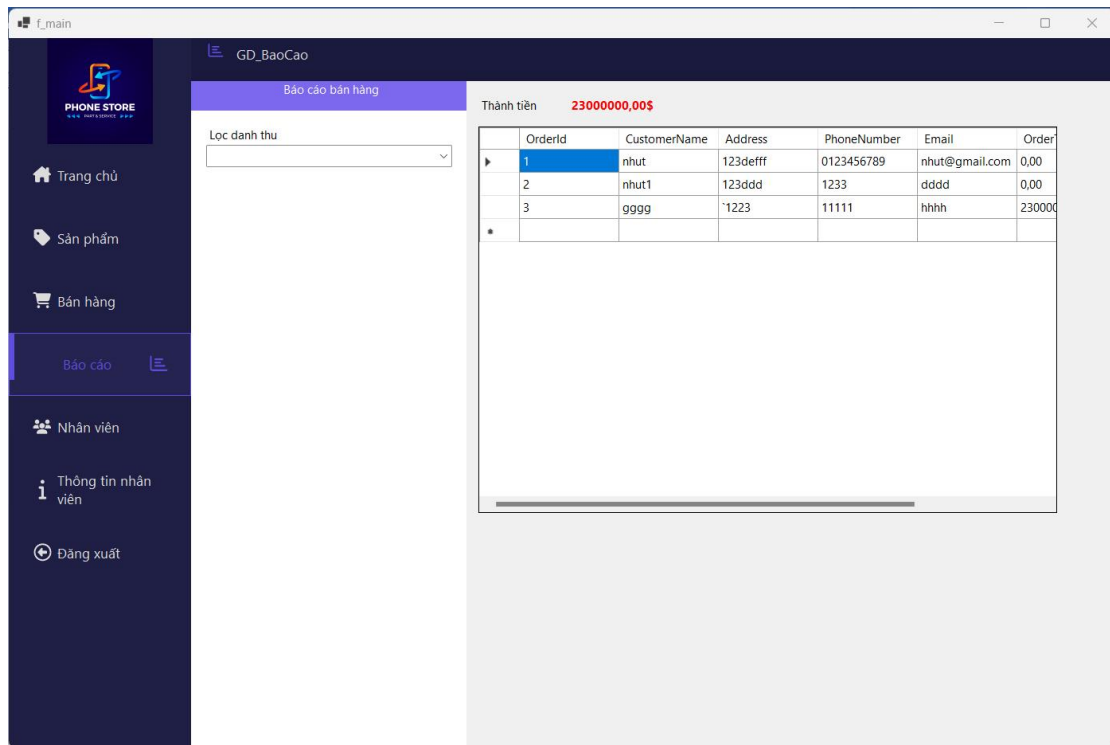 f_main
GD_BaoCao
PHONE STORE
Báo cáo bán hàng
Thành tiền 23000000,00$
Lọc danh thu
OrderId CustomerName Address PhoneNumber Email OrderT
1 nhut 123defff 0123456789 nhut@gmail.com 0,00
2 nhut1 123ddd 1233 dddd 0,00
3 gggg `1223 11111 hhhh 230000
Trang chủ
Sản phẩm
Bán hàng
Báo cáo
Nhân viên
Thông tin nhân
viên
Đăng xuất